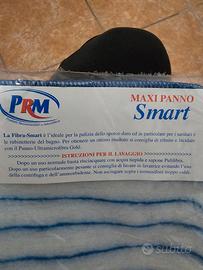 PRM
MAXI PANNO
Smart
La Fibra-Smart è l'ideale per la pulizia dello sporco duro ed in particolare per i sanitari e
la rubinetteria del bagno. Per ottenere un ottimo risultato si consiglia di rifinire e lucidare
con il Panno Ultramicrofibra Gold.
ISTRUZIONI PER IL LAVAGGIO
Dopo un uso normale basta risciacquare con acqua tiepida e sapone
Dopo un uso particolarmente pesante si consiglia di lavare in lavatrice evitando l'uso
della centrifuga e dell'ammorbidente. Non asciugare sopra i termosifoni troppo caldi.
Subito